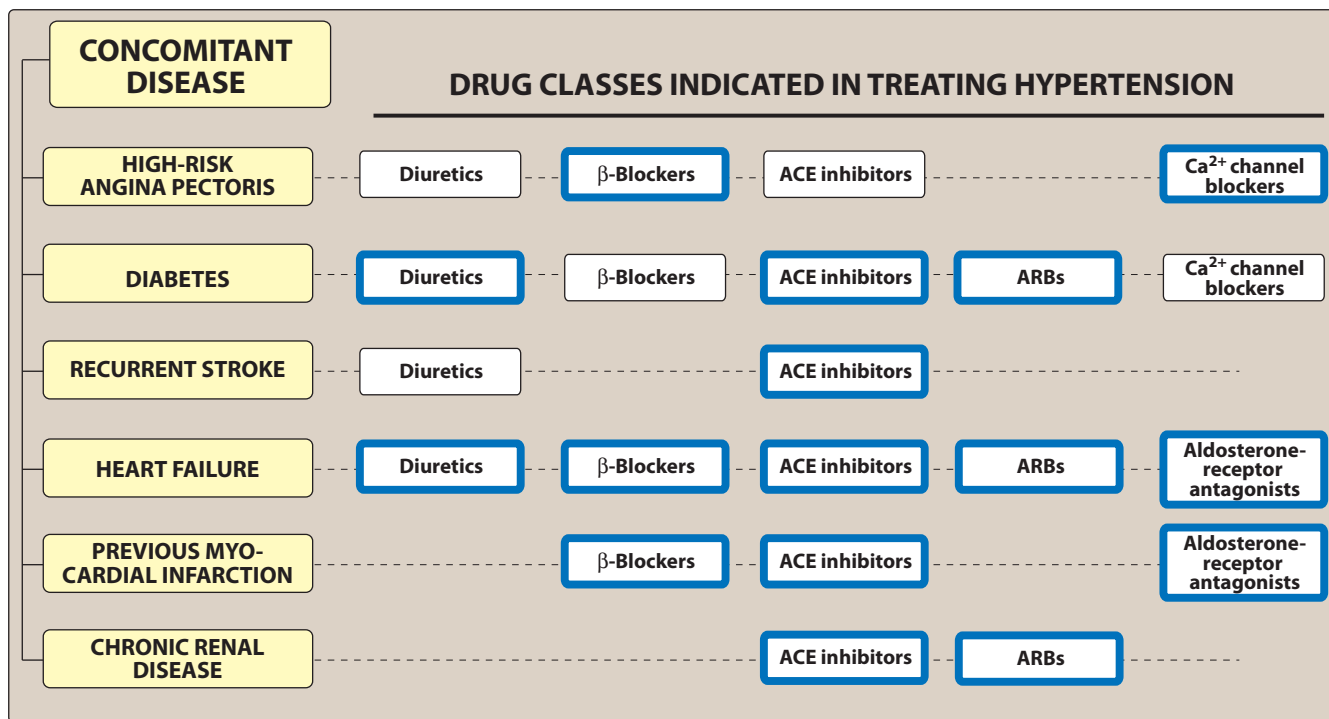 CONCOMITANT
DISEASE
DRUG CLASSES INDICATED IN TREATING HYPERTENSION
HIGH-RISK
ANGINA PECTORIS
Diuretics
β-Blockers
ACE inhibitors
Ca²⁺ channel
blockers
DIABETES
Diuretics
β-Blockers
ACE inhibitors
ARBs
Ca²⁺ channel
blockers
RECURRENT STROKE
Diuretics
ACE inhibitors
HEART FAILURE
Diuretics
β-Blockers
ACE inhibitors
ARBs
Aldosterone-
receptor
antagonists
PREVIOUS MYO-
CARDIAL INFARCTION
β-Blockers
ACE inhibitors
Aldosterone-
receptor
antagonists
CHRONIC RENAL
DISEASE
ACE inhibitors
ARBs